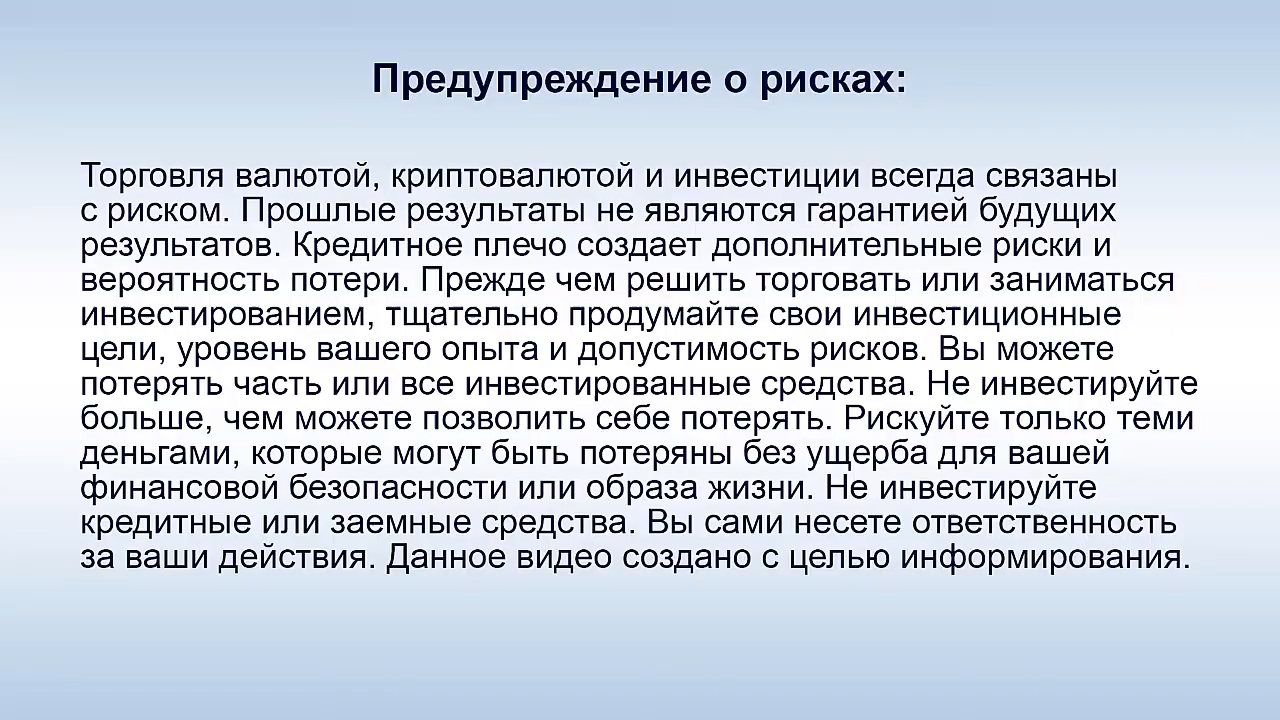 Предупреждение о рисках:
Торговля валютой, криптовалютой и инвестиции всегда связаны
с риском. Прошлые результаты не являются гарантией будущих
результатов. Кредитное плечо создает дополнительные риски и
вероятность потери. Прежде чем решить торговать или заниматься
инвестированием, тщательно продумайте свои инвестиционные
цели, уровень вашего опыта и допустимость рисков. Вы можете
потерять часть или все инвестированные средства. Не инвестируйте
больше, чем можете позволить себе потерять. Рискуйте только теми
деньгами, которые могут быть потеряны без ущерба для вашей
финансовой безопасности или образа жизни. Не инвестируйте
кредитные или заемные средства. Вы сами несете ответственность
за ваши действия. Данное видео создано с целью информирования.